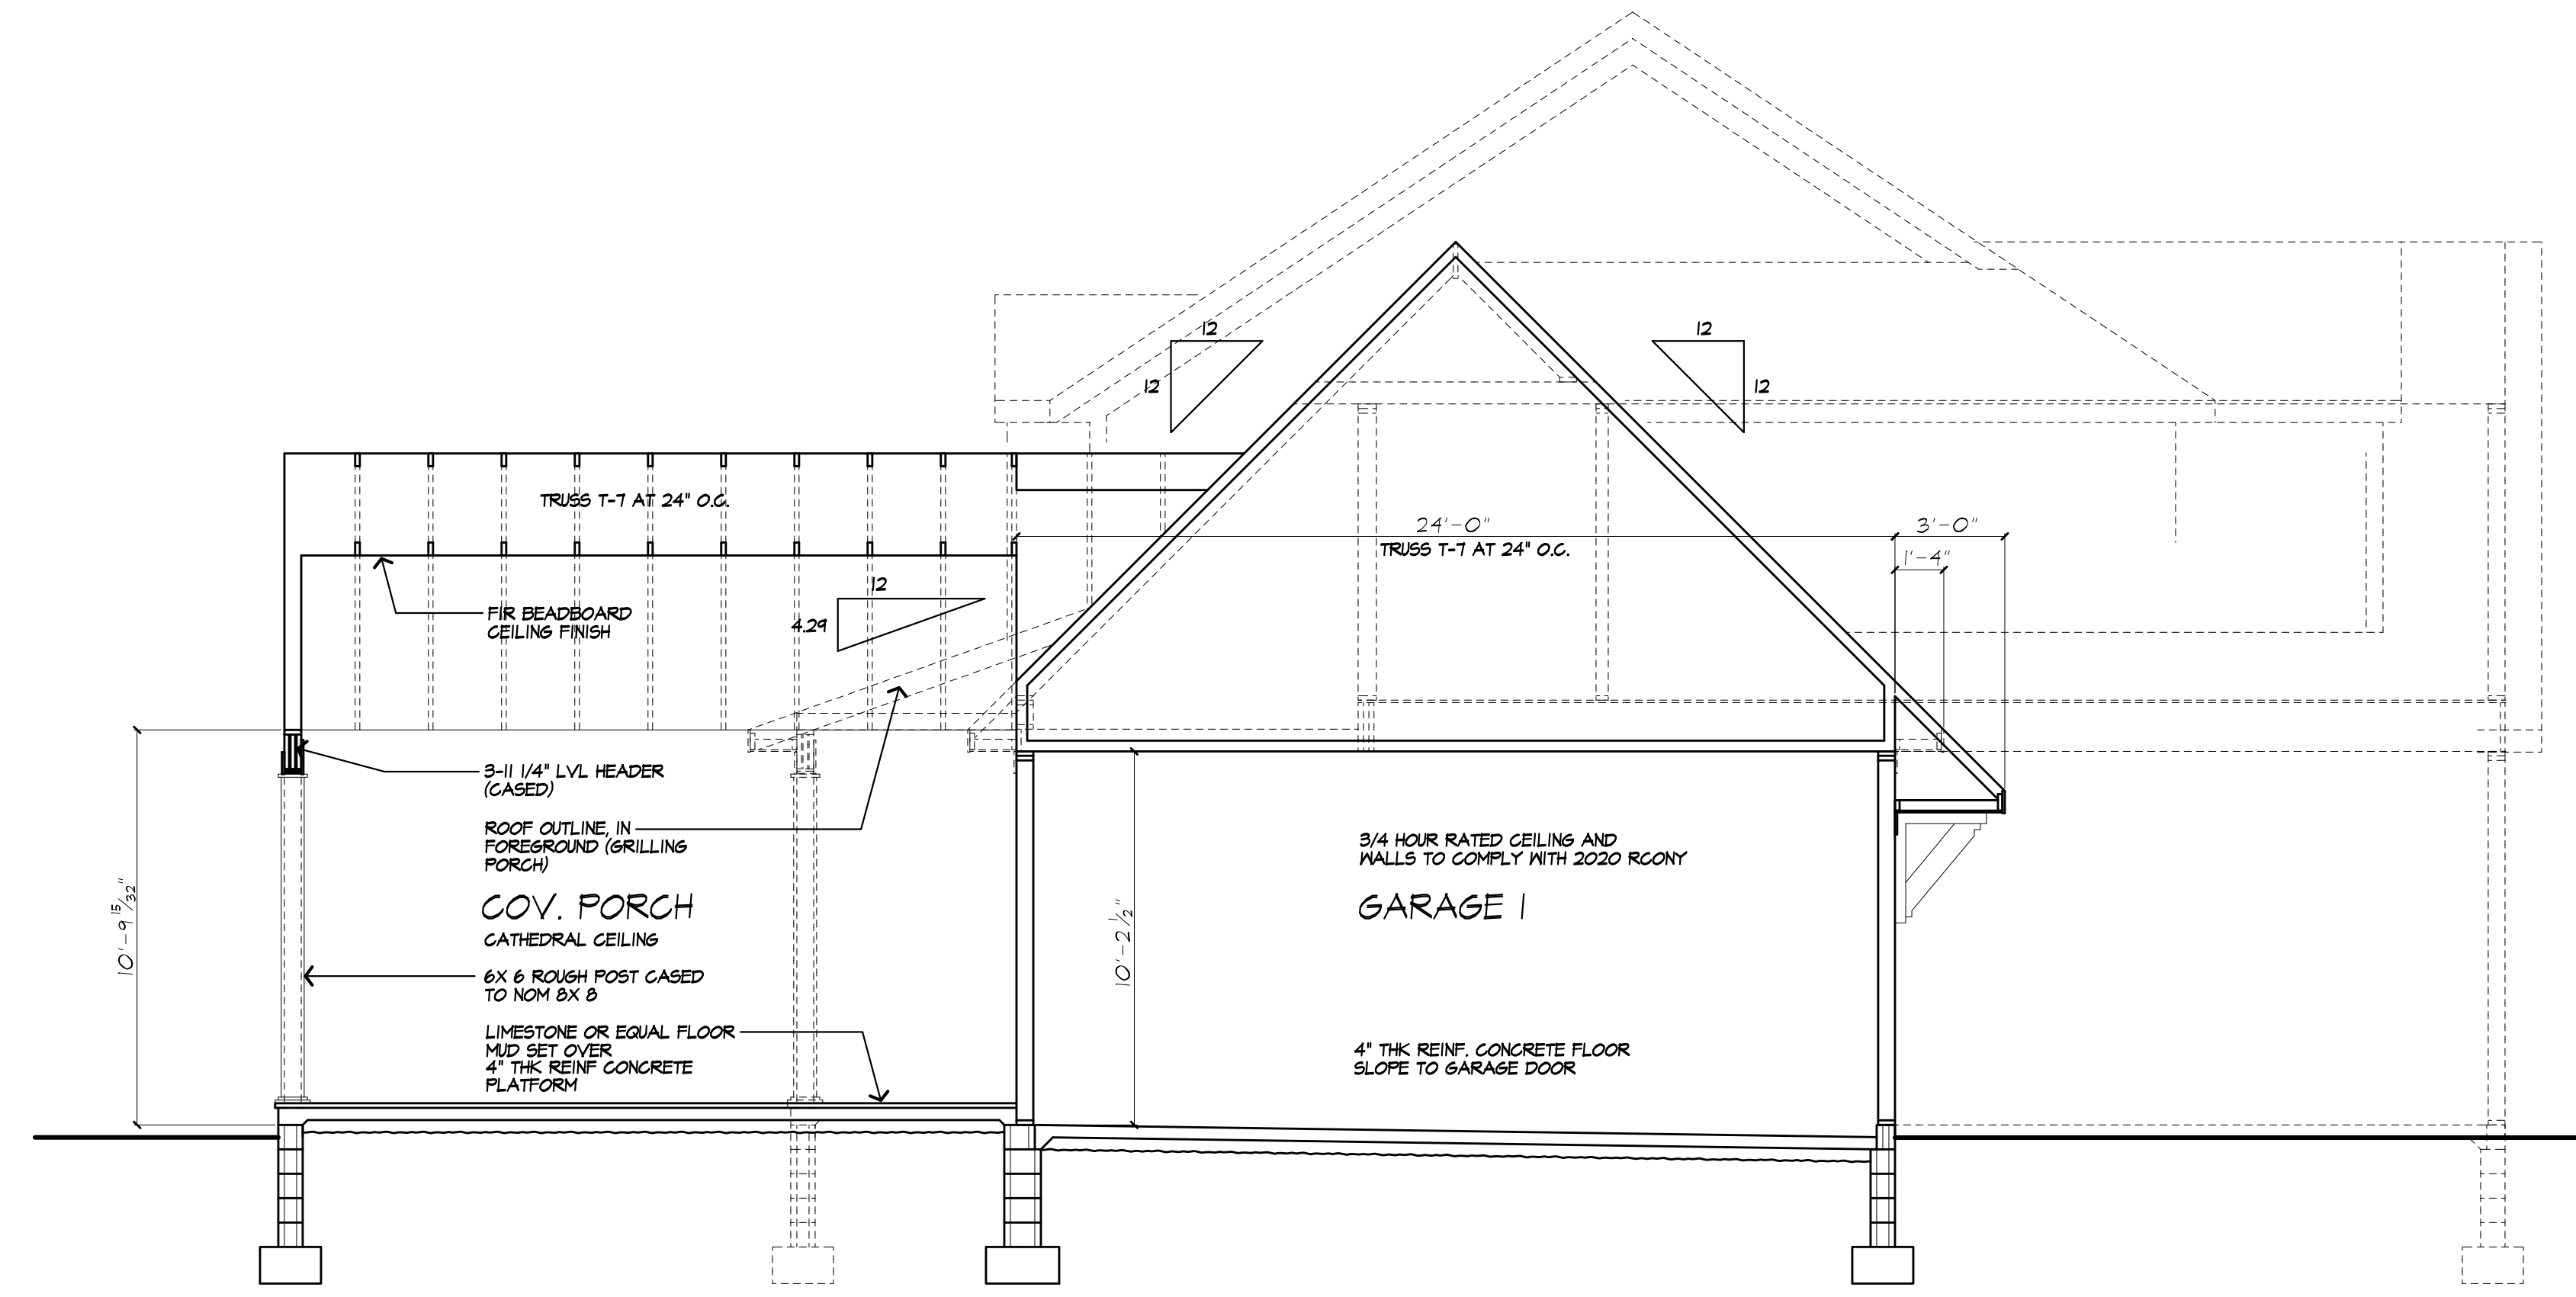 12
12
12
12
TRUSS T-7 AT 24" O.C.
24'-0"
3'-0"
TRUSS T-7 AT 24" O.C.
1'-4"
12
4.29
FIR BEADBOARD
CEILING FINISH
3-11 1/4" LVL HEADER
(CASED)
ROOF OUTLINE, IN
FOREGROUND (GRILLING
PORCH)
3/4 HOUR RATED CEILING AND
WALLS TO COMPLY WITH 2020 RCONY
10'-9 15/32"
COV. PORCH
CATHEDRAL CEILING
10'-2 1/2"
GARAGE 1
6X 6 ROUGH POST CASED
TO NOM 8X 8
LIMESTONE OR EQUAL FLOOR
MUD SET OVER
4" THK REINF CONCRETE
PLATFORM
4" THK REINF. CONCRETE FLOOR
SLOPE TO GARAGE DOOR